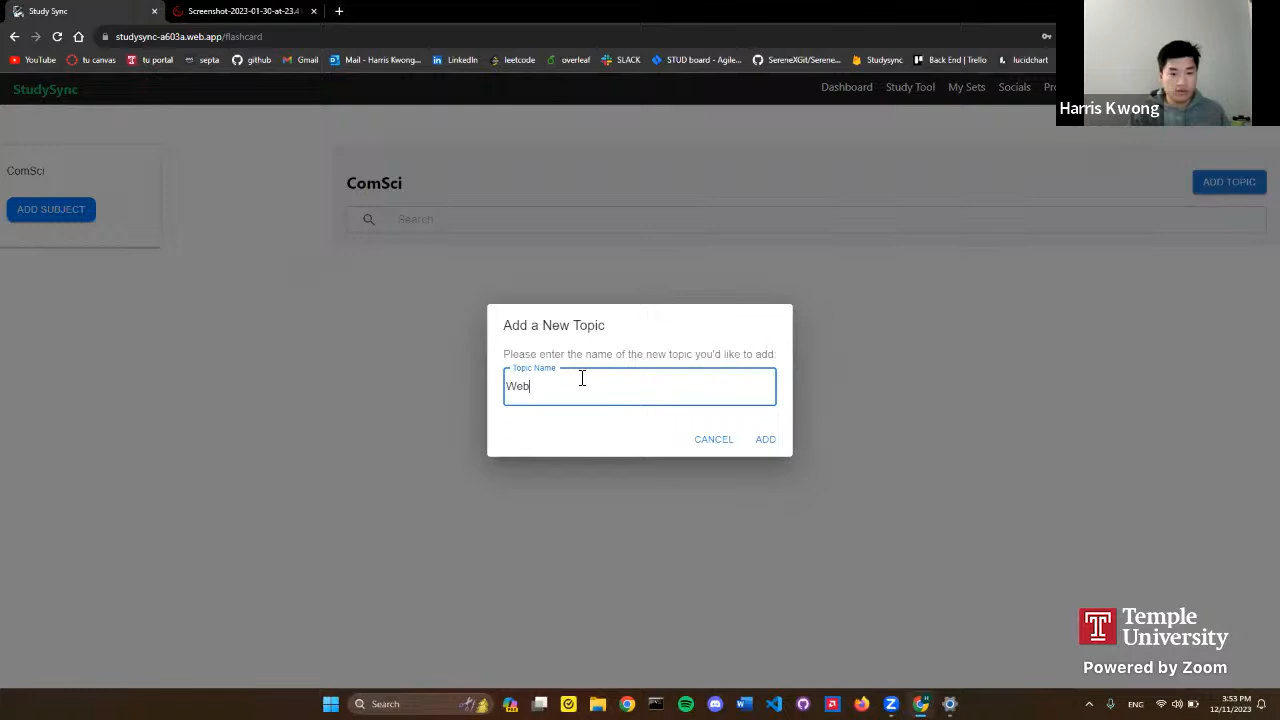 Study Sync
Screenshot-2023-01-30-at-23.4
studysync-a603a.web.app/flashcard
YouTube
tu canvas
tu portal
septa
github
Gmail
Mail - Harris Kwong...
LinkedIn
leetcode
overleaf
SLACK
STUD board - Agile...
SereneXGit/Serene...
Studysync
Back End | Trello
lucidchart
Harris Kwong
StudySync
Dashboard
Study Tool
My Sets
Socials
Pr
ComSci
ADD SUBJECT
ComSci
ADD TOPIC
Search
Add a New Topic
Please enter the name of the new topic you'd like to add:
Topic Name
Web
CANCEL
ADD
Temple
University
Powered by Zoom
Search
ENG
3:53 PM
12/11/2023